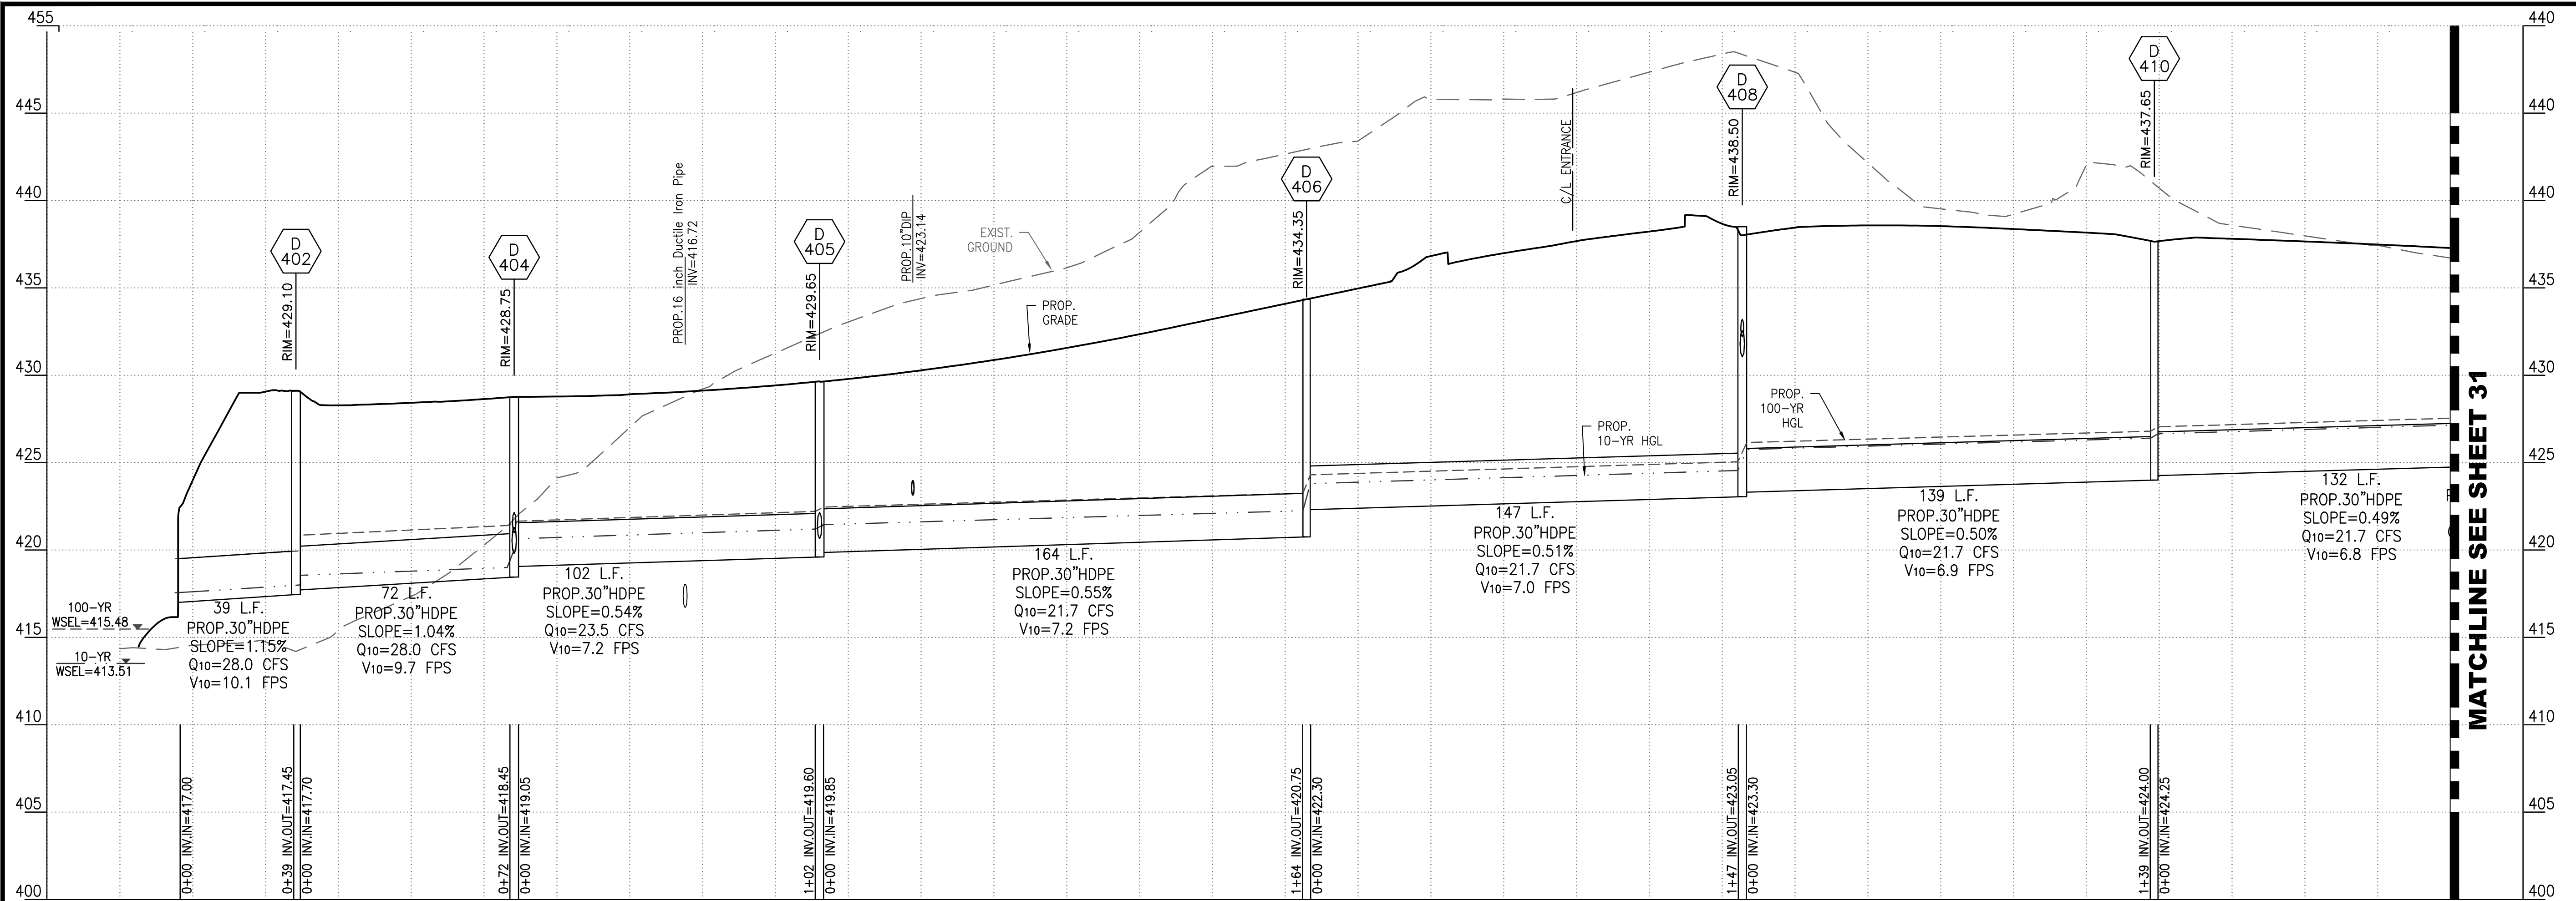 455
445
440
435
430
425
420
415
410
405
400
440
440
440
435
430
425
420
415
410
405
400
D
402
RIM=429.10
D
404
RIM=428.75
PROP.16 inch Ductile Iron Pipe
INV=416.72
D
405
RIM=429.65
PROP.10"DIP
INV=423.14
EXIST.
GROUND
PROP.
GRADE
D
406
RIM=434.35
C/L ENTRANCE
D
408
RIM=438.50
D
410
RIM=437.65
PROP.
10-YR HGL
PROP.
100-YR
HGL
100-YR
WSEL=415.48
10-YR
WSEL=413.51
39 L.F.
PROP.30"HDPE
SLOPE=1.15%
Q10=28.0 CFS
V10=10.1 FPS
72 L.F.
PROP.30"HDPE
SLOPE=1.04%
Q10=28.0 CFS
V10=9.7 FPS
102 L.F.
PROP.30"HDPE
SLOPE=0.54%
Q10=23.5 CFS
V10=7.2 FPS
164 L.F.
PROP.30"HDPE
SLOPE=0.55%
Q10=21.7 CFS
V10=7.2 FPS
147 L.F.
PROP.30"HDPE
SLOPE=0.51%
Q10=21.7 CFS
V10=7.0 FPS
139 L.F.
PROP.30"HDPE
SLOPE=0.50%
Q10=21.7 CFS
V10=6.9 FPS
132 L.F.
PROP.30"HDPE
SLOPE=0.49%
Q10=21.7 CFS
V10=6.8 FPS
MATCHLINE SEE SHEET 31
0+00 INV.IN=417.00
0+39 INV.OUT=417.45
0+00 INV.IN=417.70
0+72 INV.OUT=418.45
0+00 INV.IN=419.05
1+02 INV.OUT=419.60
0+00 INV.IN=419.85
1+64 INV.OUT=420.75
0+00 INV.IN=422.30
1+47 INV.OUT=423.05
0+00 INV.IN=423.30
1+39 INV.OUT=424.00
0+00 INV.IN=424.25